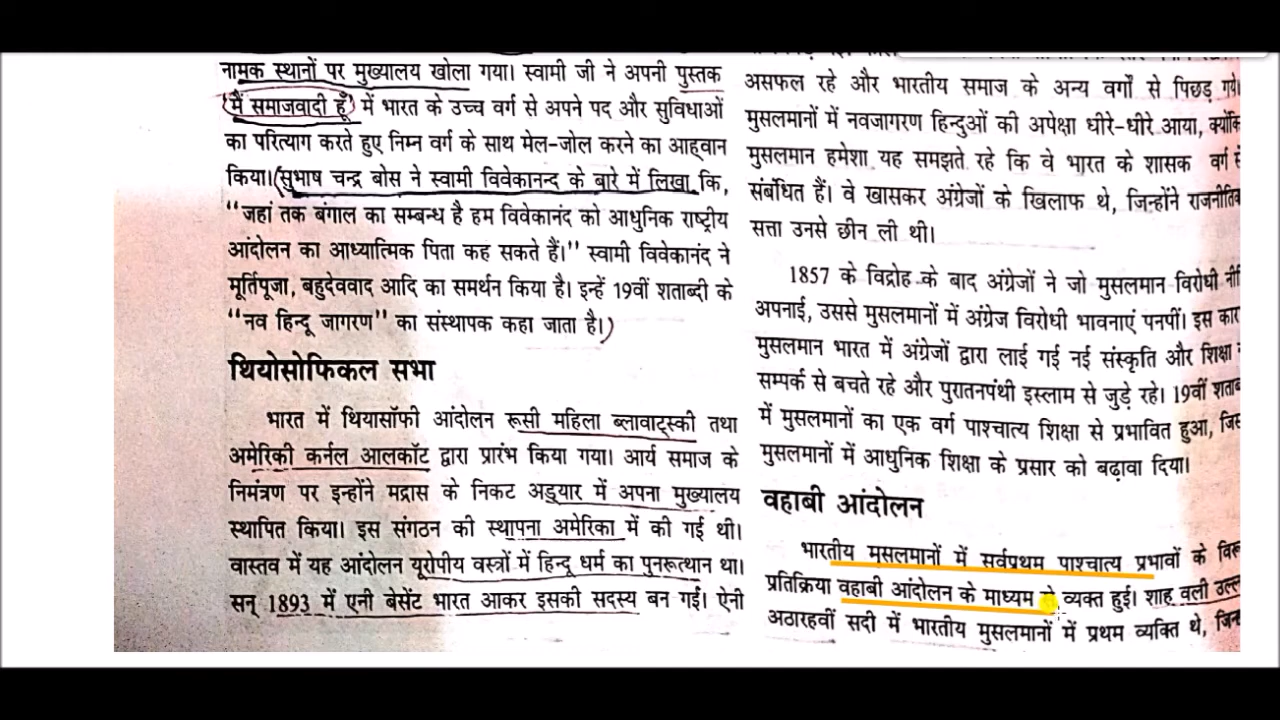 नामक स्थानों पर मुख्यालय खोला गया। स्वामी जी ने अपनी पुस्तक
(मैं समाजवादी हूँ) में भारत के उच्च वर्ग से अपने पद और सुविधाओं
का परित्याग करते हुए निम्न वर्ग के साथ मेल-जोल करने का आह्वान
किया। (सुभाष चन्द्र बोस ने स्वामी विवेकानन्द के बारे में लिखा कि,
“जहां तक बंगाल का सम्बन्ध है हम विवेकानंद को आधुनिक राष्ट्रीय
आंदोलन का आध्यात्मिक पिता कह सकते हैं।” स्वामी विवेकानंद ने
मूर्तिपूजा, बहुदेववाद आदि का समर्थन किया है। इन्हें 19वीं शताब्दी के
“नव हिन्दू जागरण” का संस्थापक कहा जाता है।)
थियोसोफिकल सभा
भारत में थियासॉफी आंदोलन रूसी महिला ब्लावाट्स्की तथा
अमेरिकी कर्नल आलकॉट द्वारा प्रारंभ किया गया। आर्य समाज के
निमंत्रण पर इन्होंने मद्रास के निकट अड्यार में अपना मुख्यालय
स्थापित किया। इस संगठन की स्थापना अमेरिका में की गई थी।
वास्तव में यह आंदोलन यूरोपीय वस्त्रों में हिन्दू धर्म का पुनरूत्थान था।
सन् 1893 में एनी बेसेंट भारत आकर इसकी सदस्य बन गईं। ऐनी
असफल रहे और भारतीय समाज के अन्य वर्गों से पिछड़ गये।
मुसलमानों में नवजागरण हिन्दुओं की अपेक्षा धीरे-धीरे आया, क्योंकि
मुसलमान हमेशा यह समझते रहे कि वे भारत के शासक वर्ग से
संबंधित हैं। वे खासकर अंग्रेजों के खिलाफ थे, जिन्होंने राजनीतिक
सत्ता उनसे छीन ली थी।
1857 के विद्रोह के बाद अंग्रेजों ने जो मुसलमान विरोधी
अपनाई, उससे मुसलमानों में अंग्रेज विरोधी भावनाएं पनपीं। इस
मुसलमान भारत में अंग्रेजों द्वारा लाई गई नई संस्कृति और शिक्षा
सम्पर्क से बचते रहे और पुरातनपंथी इस्लाम से जुड़े रहे। 19वीं
में मुसलमानों का एक वर्ग पाश्चात्य शिक्षा से प्रभावित हुआ,
मुसलमानों में आधुनिक शिक्षा के प्रसार को बढ़ावा दिया।
वहाबी आंदोलन
भारतीय मुसलमानों में सर्वप्रथम पाश्चात्य प्रभावों के
प्रतिक्रिया वहाबी आंदोलन के माध्यम व्यक्त हुई। शाह वली
अठारहवीं सदी में भारतीय मुसलमानों में प्रथम व्यक्ति थे,